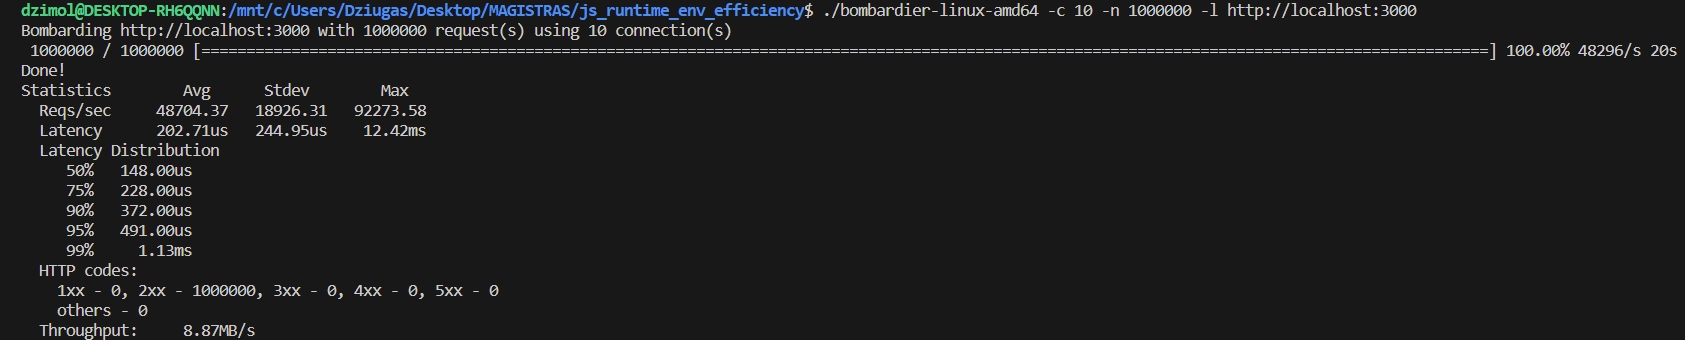 dzimol@DESKTOP-RH6QQNN:/mnt/c/Users/Dziugas/Desktop/MAGISTRAS/js_runtime_env_efficiency$ ./bombardier-linux-amd64 -c 10 -n 1000000 -l http://localhost:3000
Bombarding http://localhost:3000 with 1000000 request(s) using 10 connection(s)
 1000000 / 1000000 [================================================================================================================================================] 100.00% 48296/s 20s
Done!
Statistics        Avg      Stdev        Max
  Reqs/sec     48704.37   18926.31   92273.58
  Latency      202.71us   244.95us    12.42ms
  Latency Distribution
     50%   148.00us
     75%   228.00us
     90%   372.00us
     95%   491.00us
     99%     1.13ms
  HTTP codes:
    1xx - 0, 2xx - 1000000, 3xx - 0, 4xx - 0, 5xx - 0
    others - 0
  Throughput:     8.87MB/s